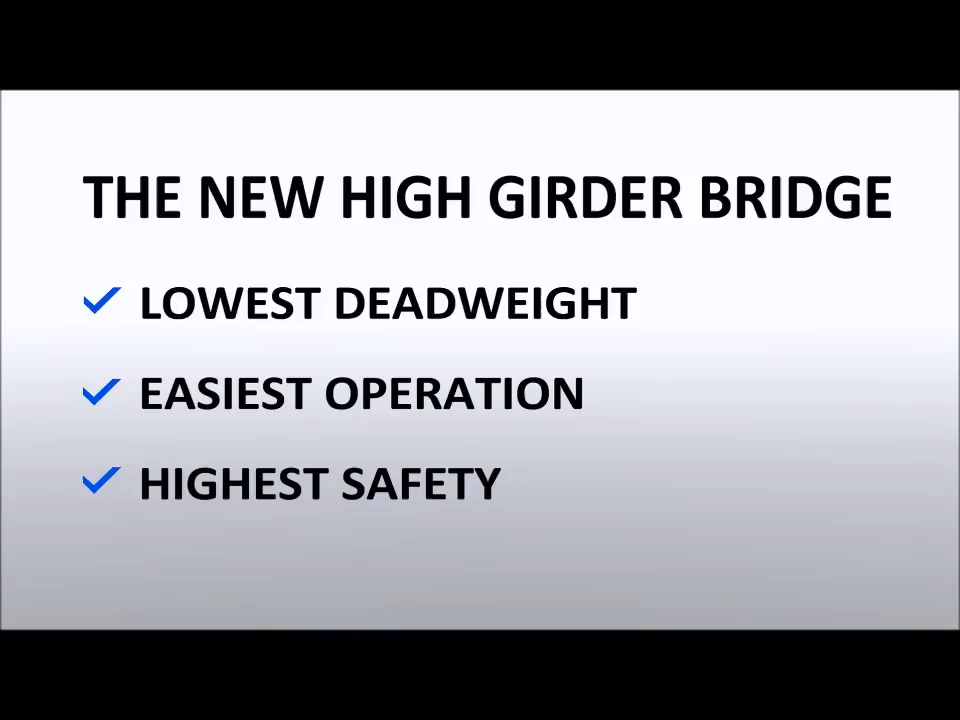 THE NEW HIGH GIRDER BRIDGE
LOWEST DEADWEIGHT
EASIEST OPERATION
HIGHEST SAFETY